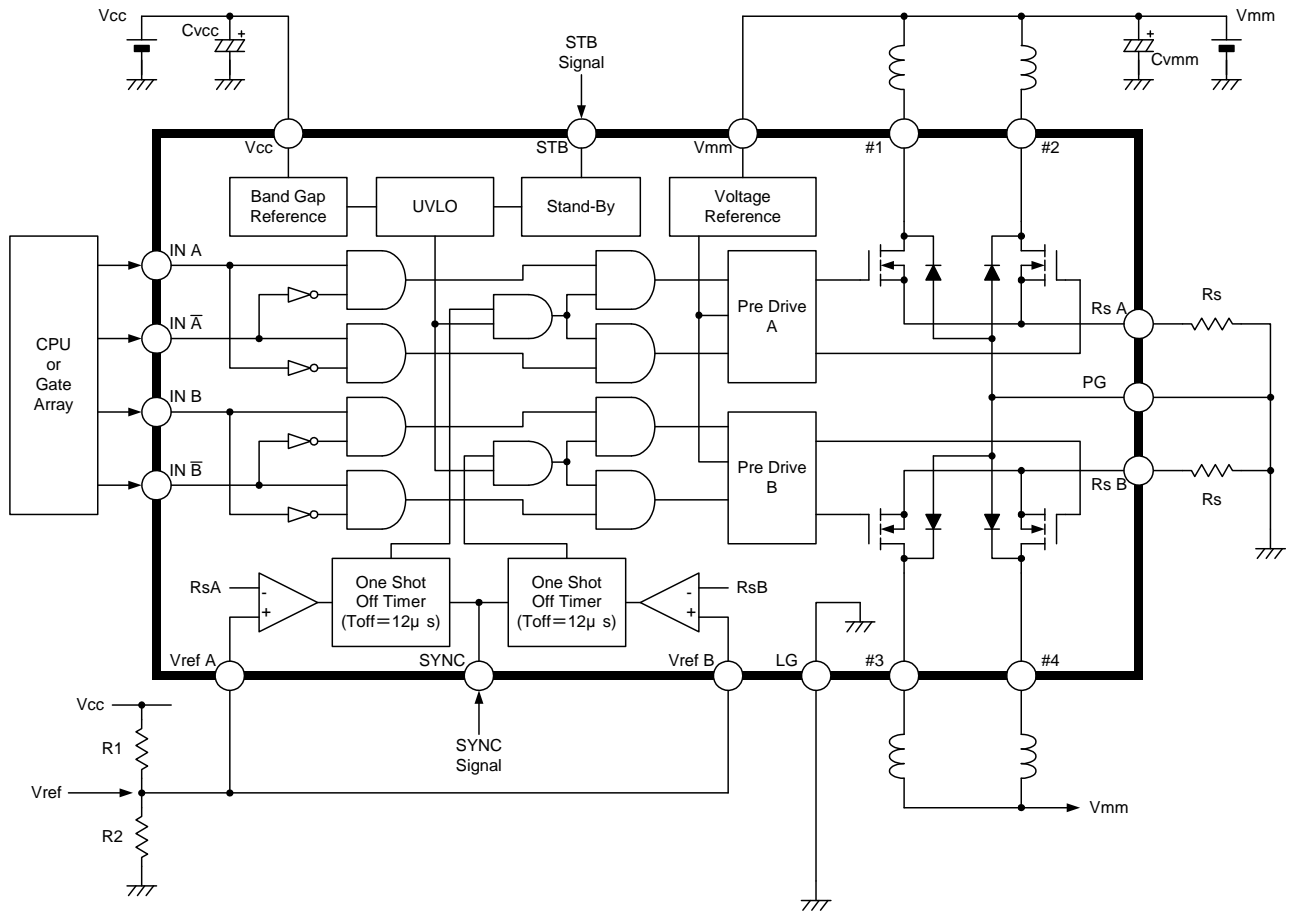 Vcc
Cvcc
+
STB
Signal
Vmm
+
Cvmm
Vcc
STB
Vmm
#1
#2
Band Gap
Reference
UVLO
Stand-By
Voltage
Reference
IN A
IN A̅
IN B
IN B̅
CPU
or
Gate
Array
Pre Drive
A
Pre Drive
B
Rs A
Rs
PG
Rs B
Rs
RsA
-
+
One Shot
Off Timer
(Toff=12μ s)
One Shot
Off Timer
(Toff=12μ s)
-
+
RsB
Vref A
SYNC
Vref B
LG
#3
#4
Vcc
R1
SYNC
Signal
Vref
R2
Vmm